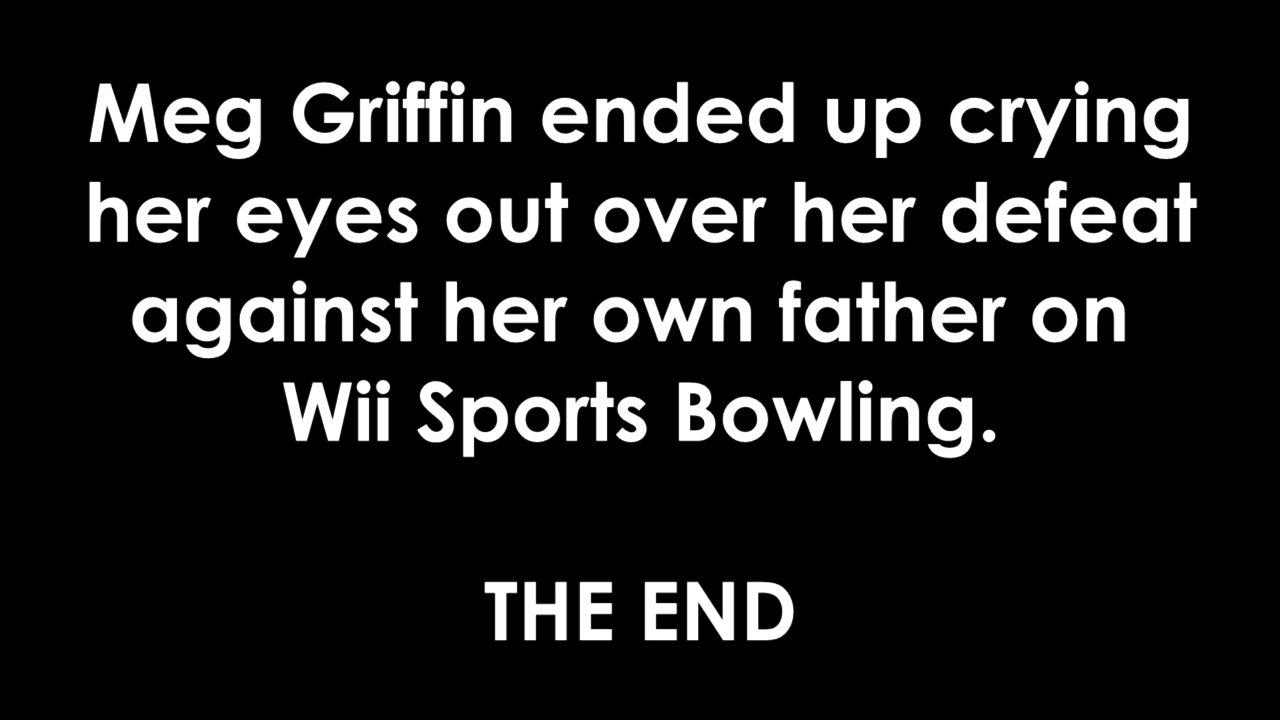 Meg Griffin ended up crying
her eyes out over her defeat
against her own father on
Wii Sports Bowling.
THE END